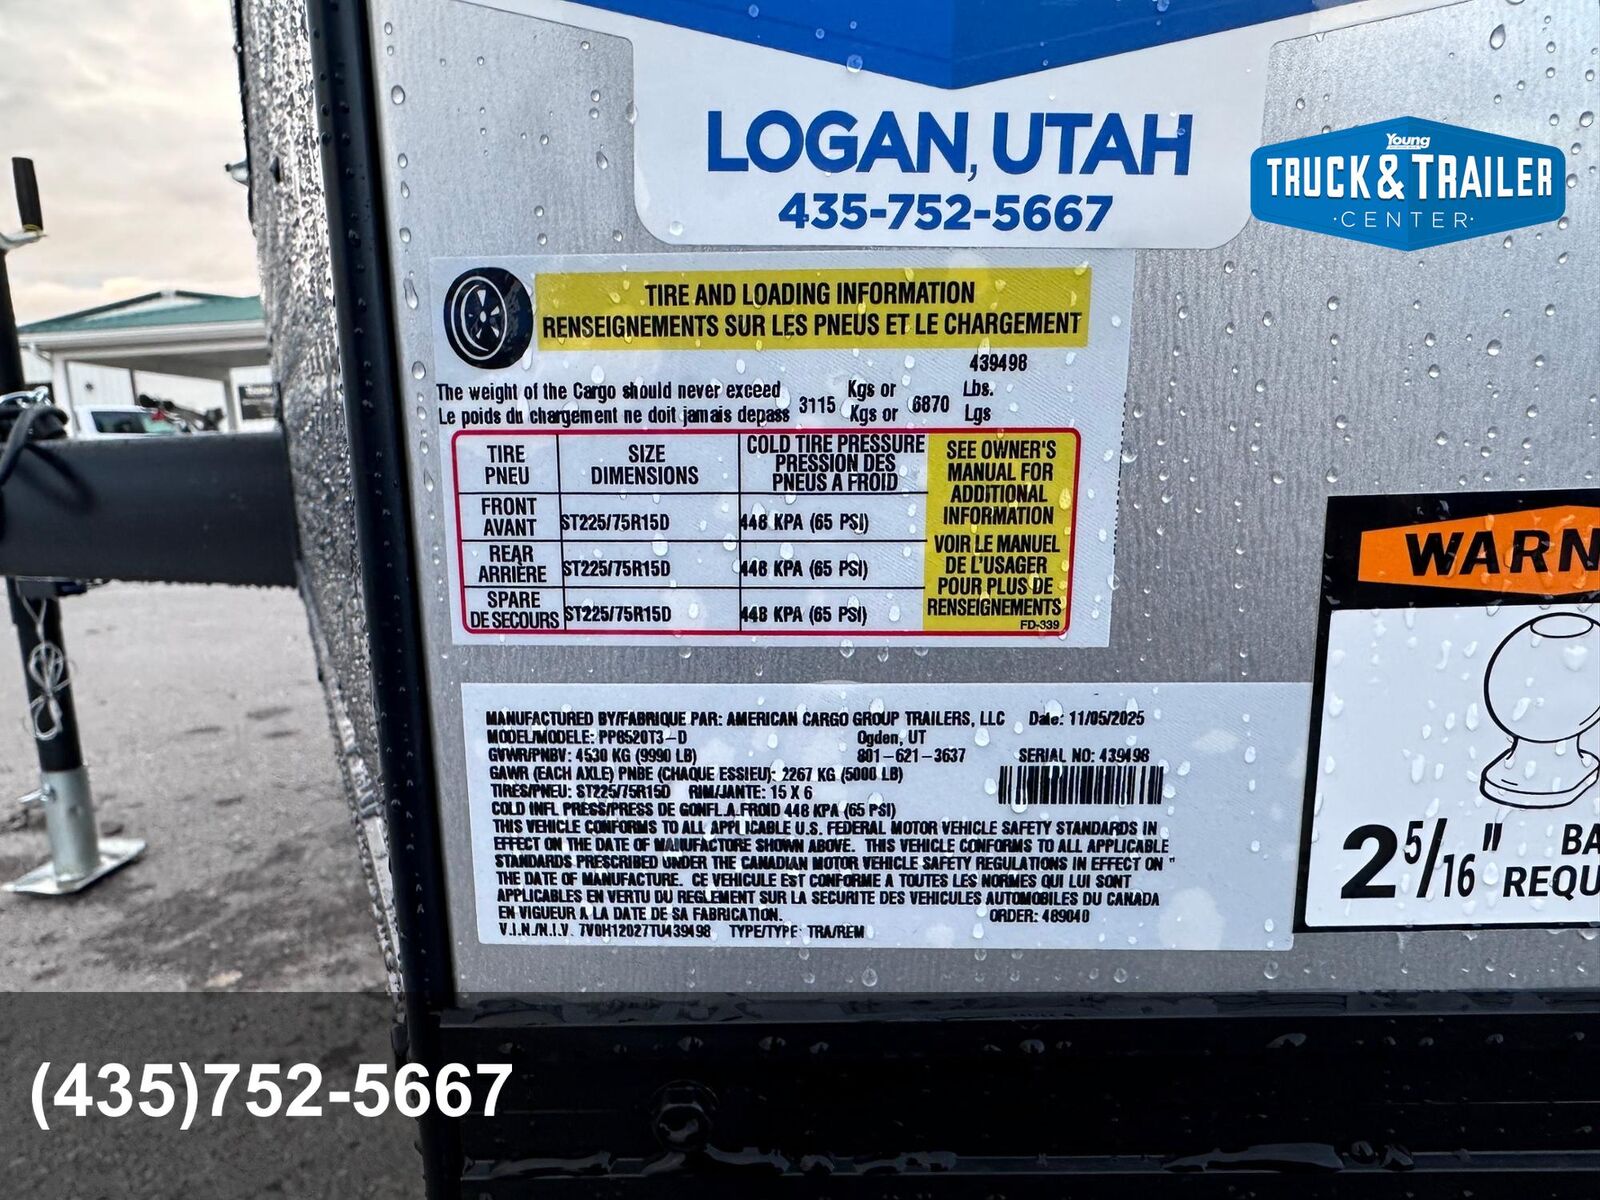 LOGAN, UTAH
435-752-5667
Young
TRUCK & TRAILER
·CENTER·
TIRE AND LOADING INFORMATION
RENSEIGNEMENTS SUR LES PNEUS ET LE CHARGEMENT
439498
The weight of the Cargo should never exceed 3115 Kgs or 6870 Lbs.
Le poids du chargement ne doit jamais depass Kgs or Lgs
TIRE PNEU
SIZE DIMENSIONS
COLD TIRE PRESSURE
PRESSION DES
PNEUS A FROID
FRONT AVANT ST225/75R15D 448 KPA (65 PSI)
REAR ARRIÈRE ST225/75R15D 448 KPA (65 PSI)
SPARE DE SECOURS ST225/75R15D 448 KPA (65 PSI)
SEE OWNER'S
MANUAL FOR
ADDITIONAL
INFORMATION
VOIR LE MANUEL
DE L'USAGER
POUR PLUS DE
RENSEIGNEMENTS
FD-339
MANUFACTURED BY/FABRIQUE PAR: AMERICAN CARGO GROUP TRAILERS, LLC Date: 11/05/2025
MODEL/MODELE: PP8520T3-D Ogden, UT
GVWR/PNBV: 4530 KG (9990 LB) 801-621-3637 SERIAL NO: 439498
GAWR (EACH AXLE) PNBE (CHAQUE ESSIEU): 2267 KG (5000 LB)
TIRES/PNEU: ST225/75R15D RIM/JANTE: 15 X 6
COLD INFL PRESS/PRESS DE GONFL.A.FROID 448 KPA (65 PSI)
THIS VEHICLE CONFORMS TO ALL APPLICABLE U.S. FEDERAL MOTOR VEHICLE SAFETY STANDARDS IN
EFFECT ON THE DATE OF MANUFACTORE SHOWN ABOVE. THIS VEHICLE CONFORMS TO ALL APPLICABLE
STANDARDS PRESCRIBED UNDER THE CANADIAN MOTOR VEHICLE SAFETY REGULATIONS IN EFFECT ON "
THE DATE OF MANUFACTURE. CE VEHICULE EST CONFORME A TOUTES LES NORMES QUI LUI SONT
APPLICABLES EN VERTU DU REGLEMENT SUR LA SECURITE DES VEHICULES AUTOMOBILES DU CANADA
EN VIGUEUR A LA DATE DE SA FABRICATION. ORDER: 489040
V.I.N./N.I.V. 7V0H12027TU439498 TYPE/TYPE: TRA/REM
WARN
2 5/16 " BA
REQU
(435)752-5667